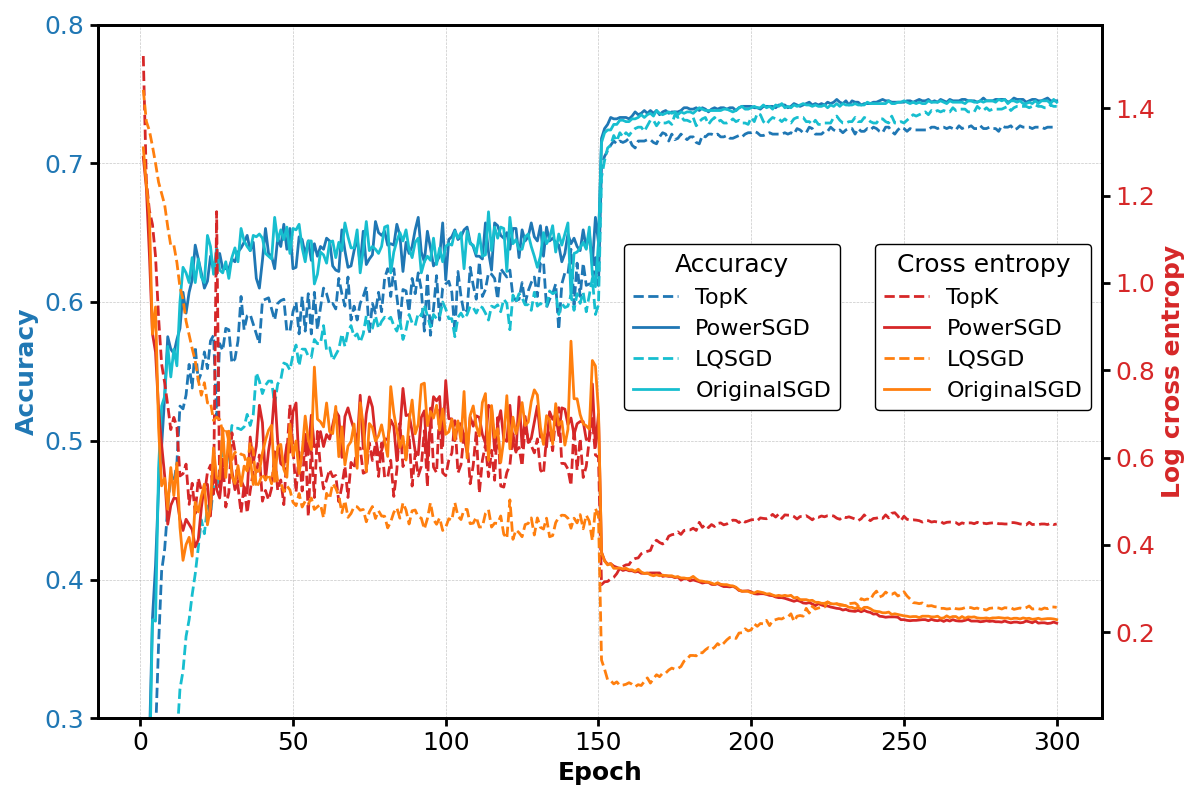 0.8
0.7
0.6
0.5
0.4
0.3
Accuracy
1.4
1.2
1.0
0.8
0.6
0.4
0.2
Log cross entropy
Accuracy
TopK
PowerSGD
LQSGD
OriginalSGD
Cross entropy
TopK
PowerSGD
LQSGD
OriginalSGD
0 50 100 150 200 250 300
Epoch